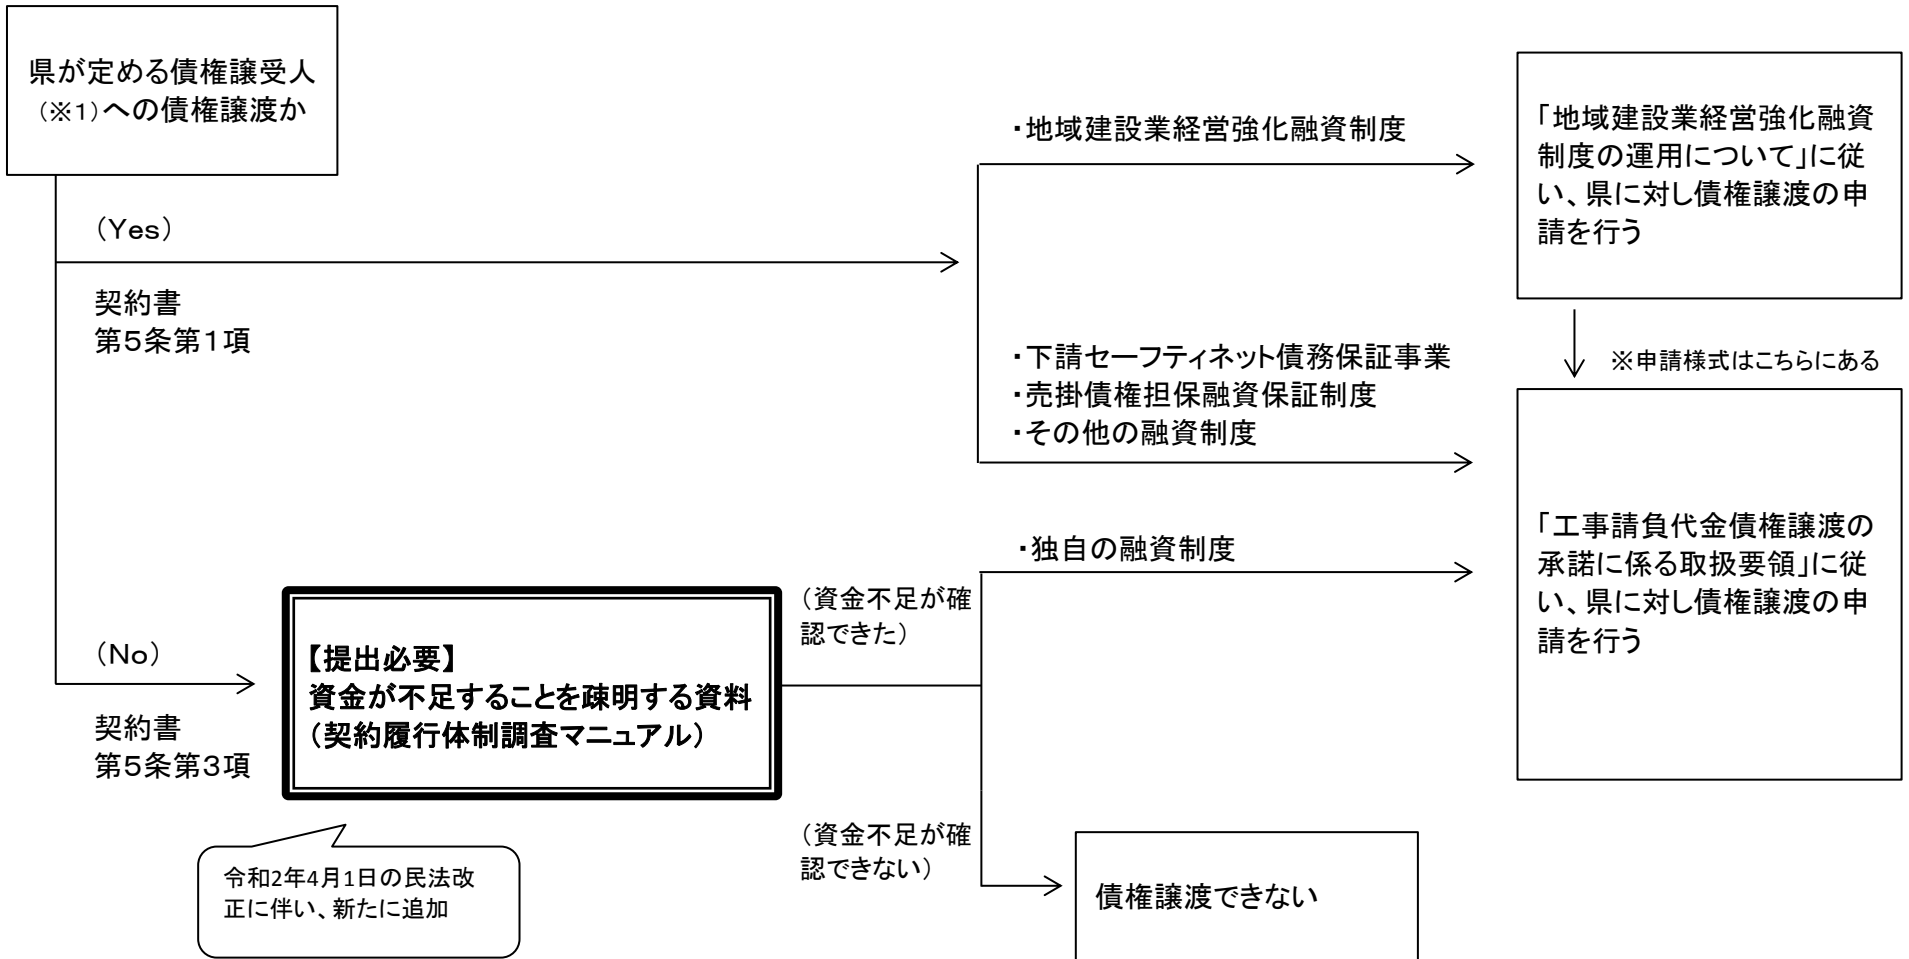 県が定める債権譲受人
(※1)への債権譲渡か
(Yes)
契約書
第5条第1項
・地域建設業経営強化融資制度
「地域建設業経営強化融資
制度の運用について」に従
い、県に対し債権譲渡の申
請を行う
・下請セーフティネット債務保証事業
・売掛債権担保融資保証制度
・その他の融資制度
※申請様式はこちらにある
「工事請負代金債権譲渡の
承諾に係る取扱要領」に従
い、県に対し債権譲渡の申
請を行う
・独自の融資制度
(No)
契約書
第5条第3項
【提出必要】
資金が不足することを疎明する資料
(契約履行体制調査マニュアル)
(資金不足が確
認できた)
(資金不足が確
認できない)
債権譲渡できない
令和2年4月1日の民法改
正に伴い、新たに追加